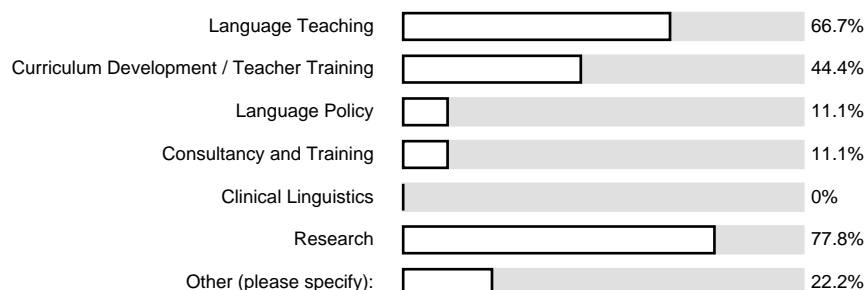 Language Teaching 66.7%
Curriculum Development / Teacher Training 44.4%
Language Policy 11.1%
Consultancy and Training 11.1%
Clinical Linguistics 0%
Research 77.8%
Other (please specify): 22.2%